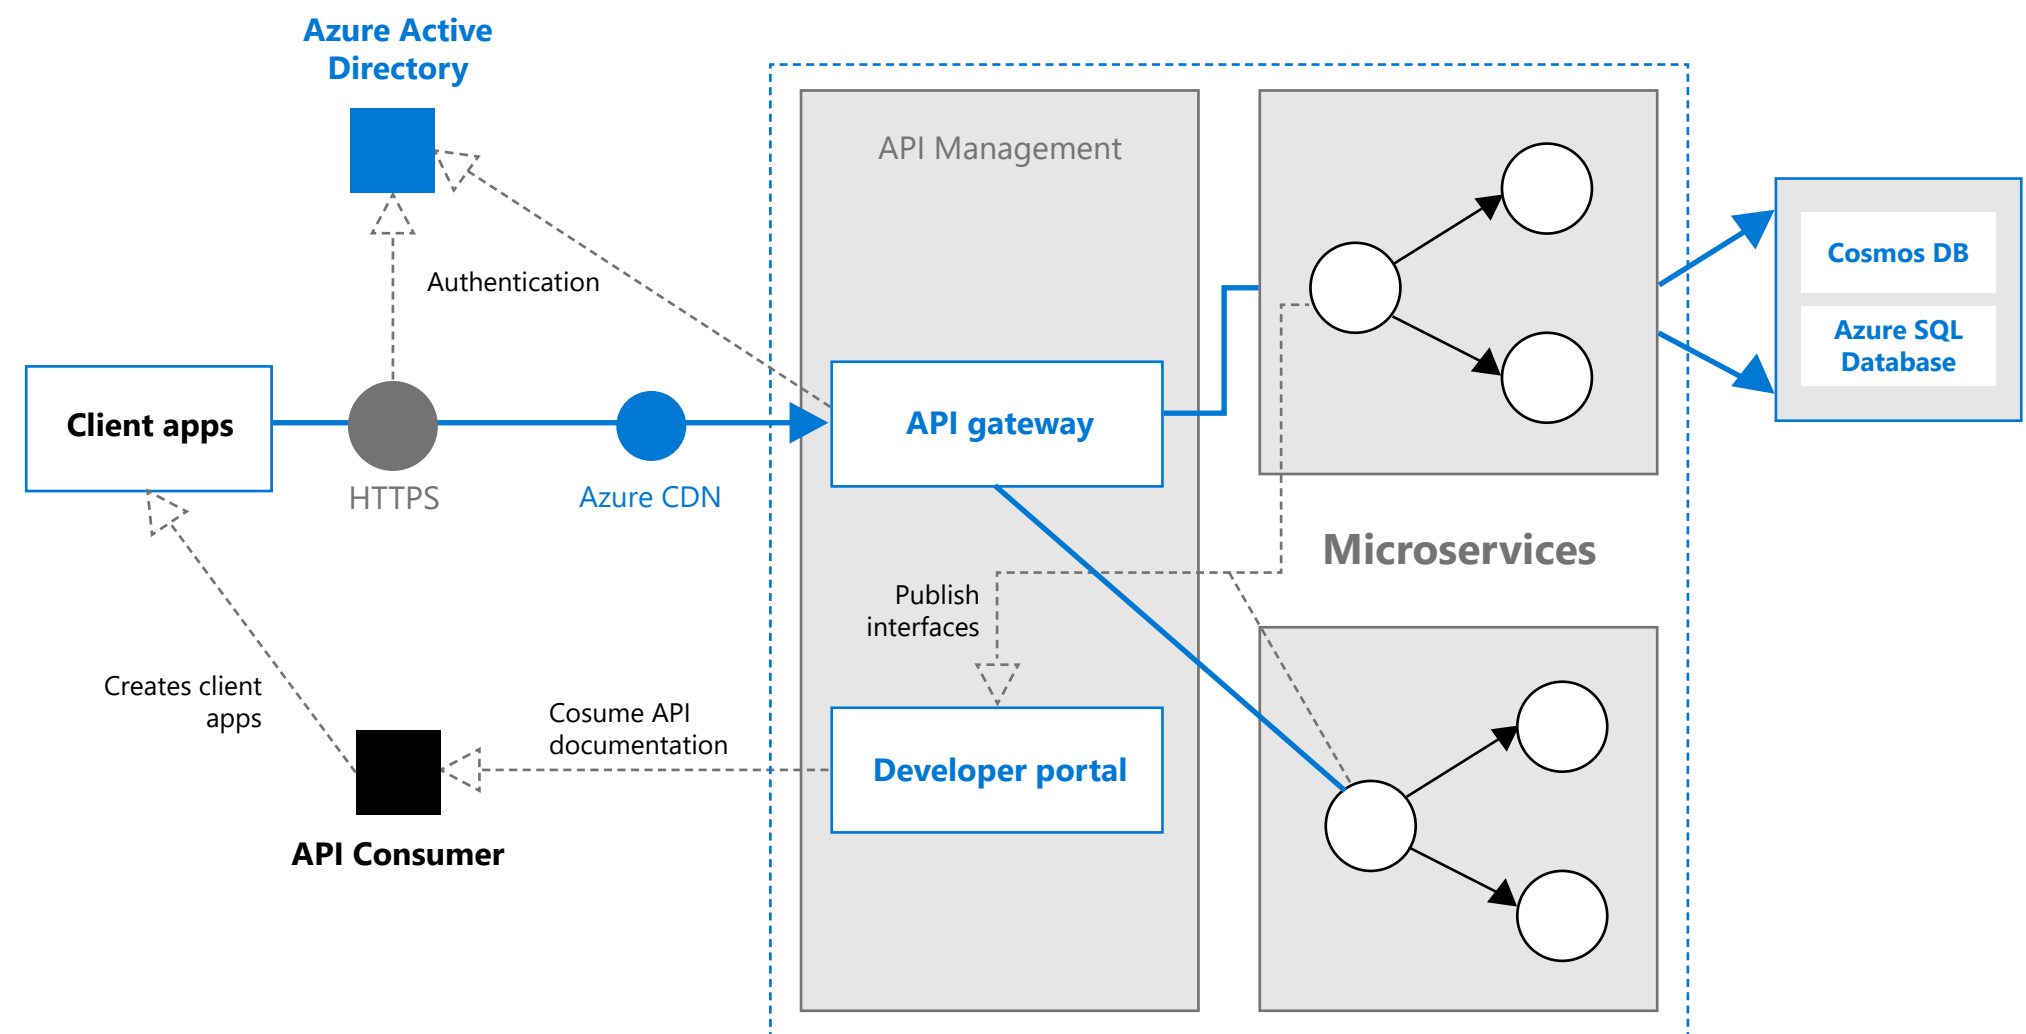 Azure Active
Directory
API Management
Authentication
Cosmos DB
Azure SQL
Database
Client apps
HTTPS
Azure CDN
API gateway
Microservices
Publish
interfaces
Creates client
apps
Cosume API
documentation
Developer portal
API Consumer